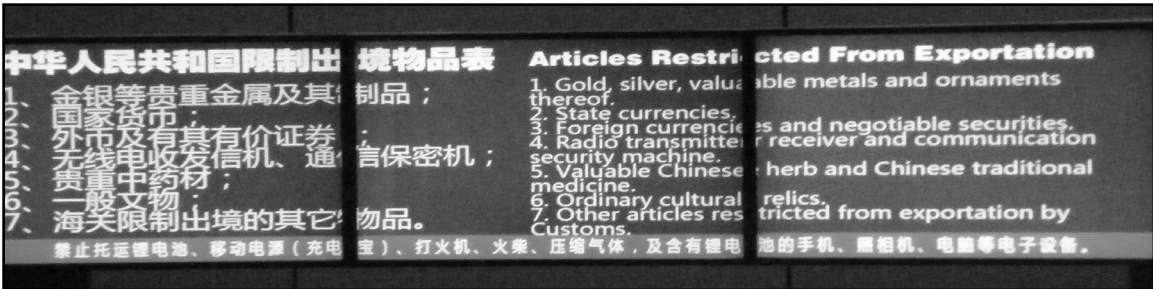 中华人民共和国限制出境物品表
1、金银等贵重金属及其制品；
2、国家货币；
3、外币及有其有价证券；
4、无线电收发信机、通信保密机；
5、贵重中药材；
6、一般文物；
7、海关限制出境的其它物品。
Articles Restricted From Exportation
1. Gold, silver, valuable metals and ornaments
thereof.
2. State currencies.
3. Foreign currencies and negotiable securities.
4. Radio transmitter receiver and communication
security machine.
5. Valuable Chinese herb and Chinese traditional
medicine.
6. Ordinary cultural relics.
7. Other articles restricted from exportation by
Customs.
禁止托运锂电池、移动电源（充电宝）、打火机、火柴、压缩气体，及含有锂电池的手机、照相机、电脑等电子设备。